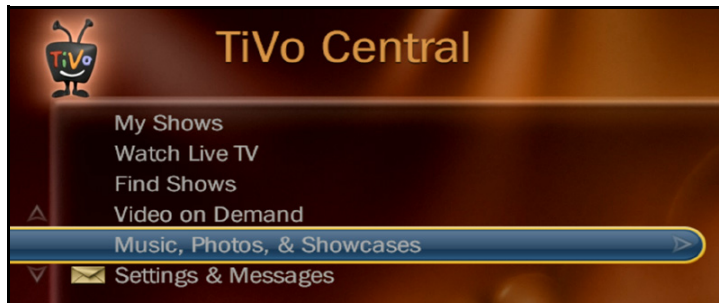 TiVo
TiVo Central
My Shows
Watch Live TV
Find Shows
Video on Demand
Music, Photos, & Showcases
Settings & Messages